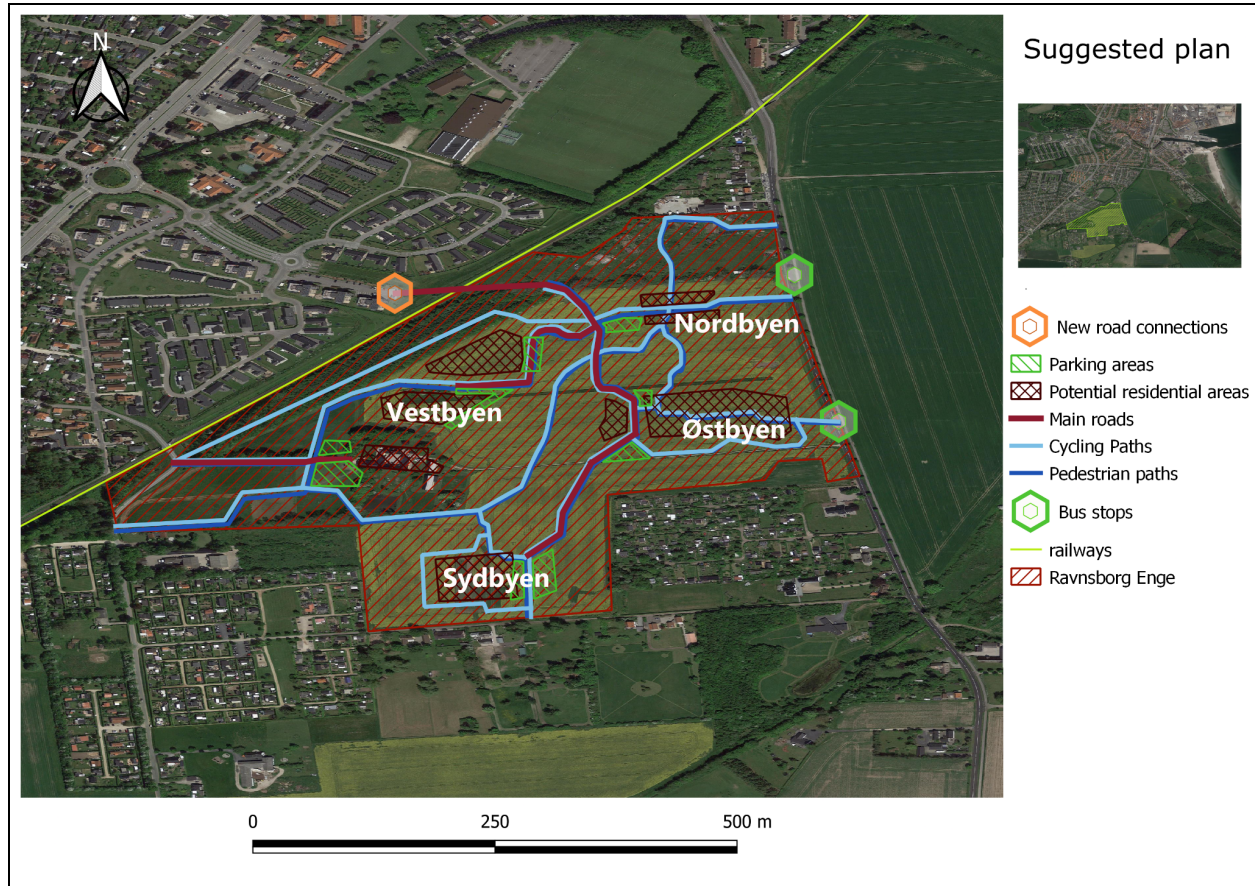 N
Suggested plan
Nordbyen
Vestbyen
Østbyen
Sydbyen
New road connections
Parking areas
Potential residential areas
Main roads
Cycling Paths
Pedestrian paths
Bus stops
railways
Ravnsborg Enge
0 250 500 m